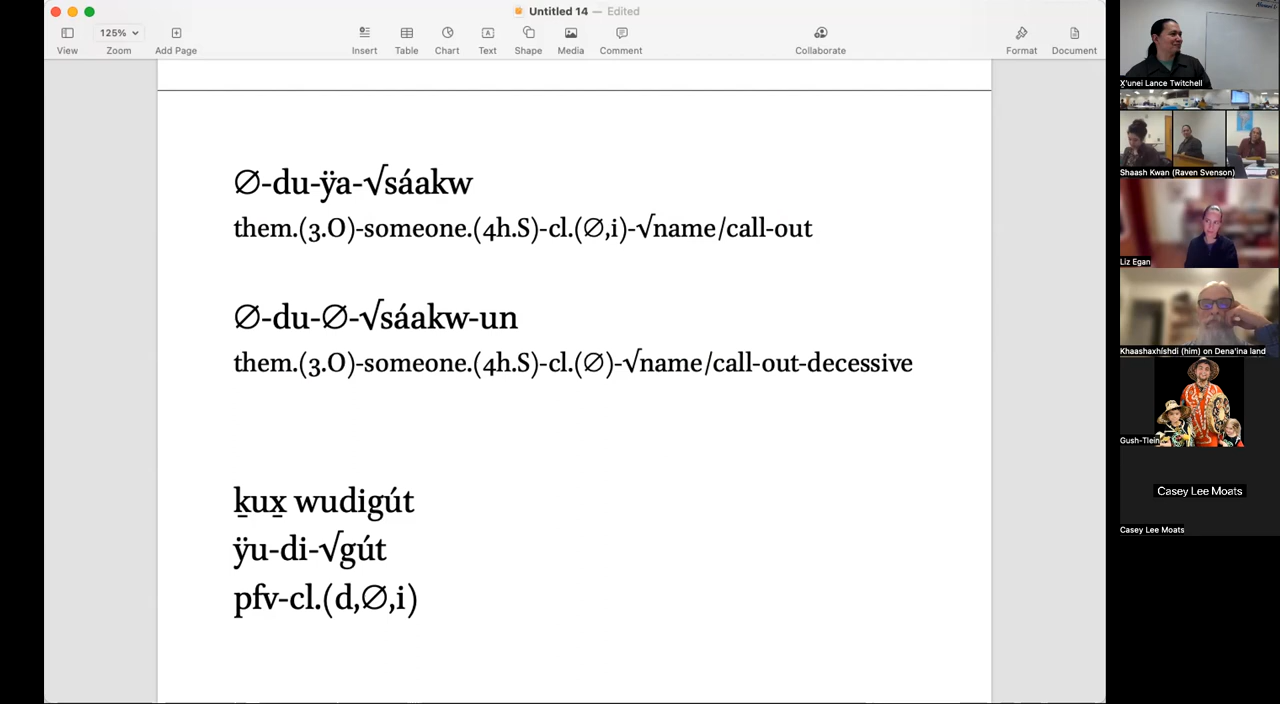 Untitled 14 — Edited
125%
View
Zoom
Add Page
Insert
Table
Chart
Text
Shape
Media
Comment
Collaborate
Format
Document
∅-du-ÿa-√sáakw
them.(3.O)-someone.(4h.S)-cl.(∅,i)-√name/call-out
∅-du-∅-√sáakw-un
them.(3.O)-someone.(4h.S)-cl.(∅)-√name/call-out-decessive
ḵux̱ wudigút
ÿu-di-√gút
pfv-cl.(d,∅,i)
X̱'unei Lance Twitchell
Shaash Kwan (Raven Svenson)
Liz Egan
Khaashaxhíshdi (him) on Dena'ina land
Gush-Tlein
Casey Lee Moats
Casey Lee Moats